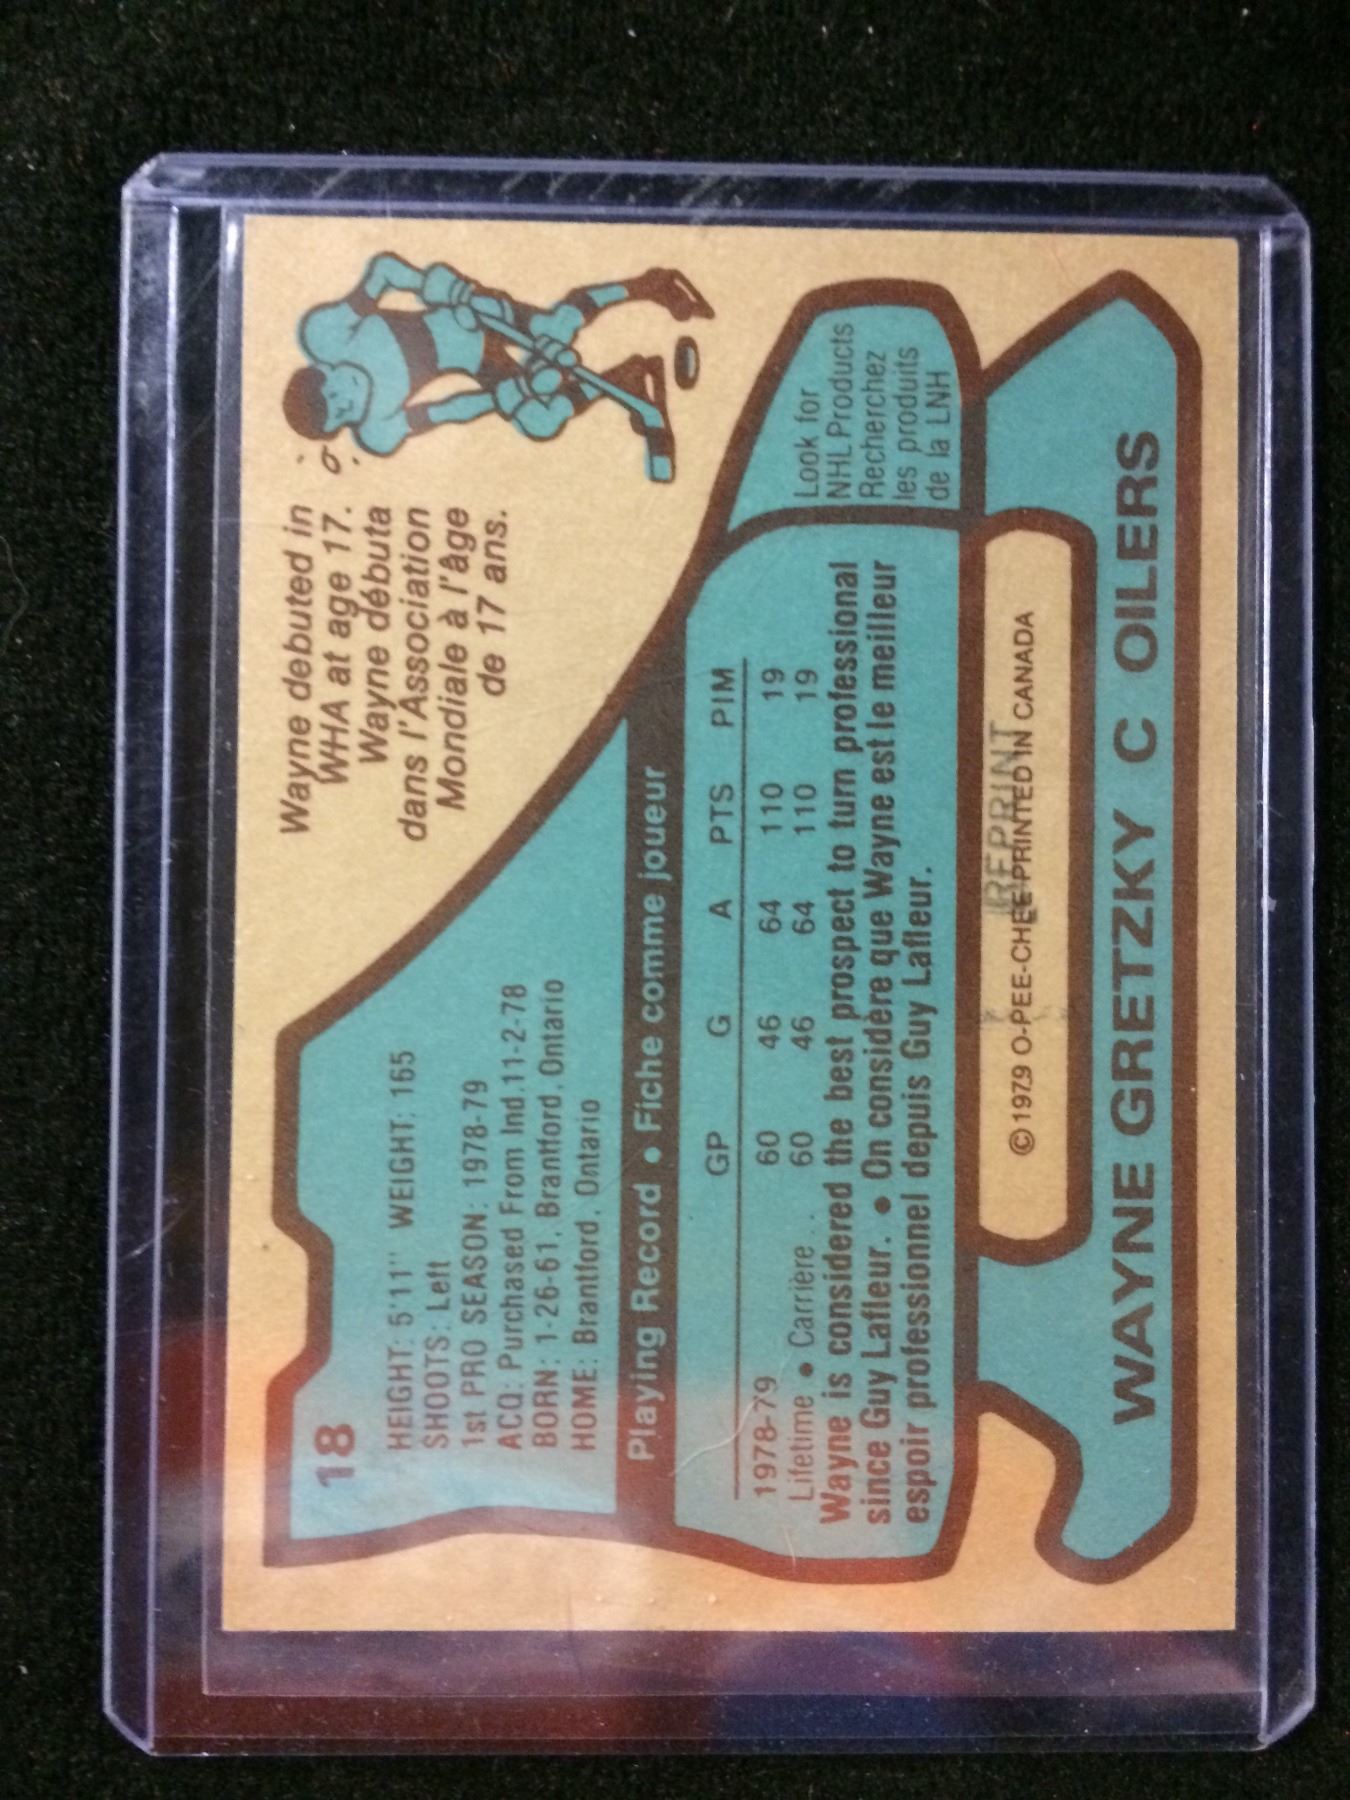 18
HEIGHT: 5'11" WEIGHT: 165
SHOOTS: Left
1st PRO SEASON: 1978-79
ACQ: Purchased From Ind. 11-2-78
BORN: 1-26-61, Brantford, Ontario
HOME: Brantford, Ontario
Wayne debuted in
WHA at age 17.
Wayne débuta
dans l'Association
Mondiale à l'âge
de 17 ans.
Playing Record • Fiche comme joueur
GP G A PTS PIM
1978-79 60 46 64 110 19
Lifetime • Carrière.. 60 46 64 110 19
Wayne is considered the best prospect to turn professional
since Guy Lafleur. • On considère que Wayne est le meilleur
espoir professionnel depuis Guy Lafleur.
Look for
NHL Products
Recherchez
les produits
de la LNH
REPRINT
©1979 O-PEE-CHEE PRINTED IN CANADA
WAYNE GRETZKY C OILERS